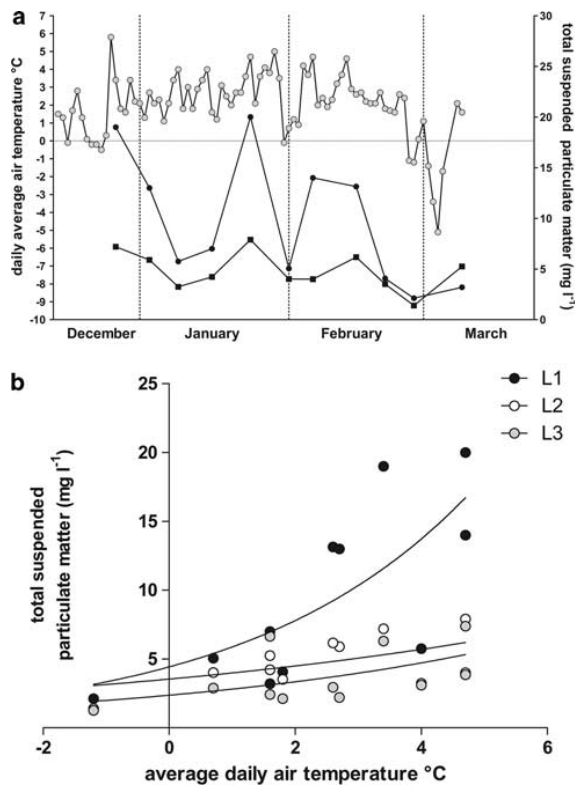 a
daily average air temperature °C
7
6
5
4
3
2
1
0
-1
-2
-3
-4
-5
-6
-7
-8
-9
-10
30
25
20
15
10
5
0
total suspended
particulate matter (mg l⁻¹)
December January February March
b
total suspended
particulate matter (mg l⁻¹)
25
20
15
10
5
-2 0 2 4 6
average daily air temperature °C
L1
L2
L3